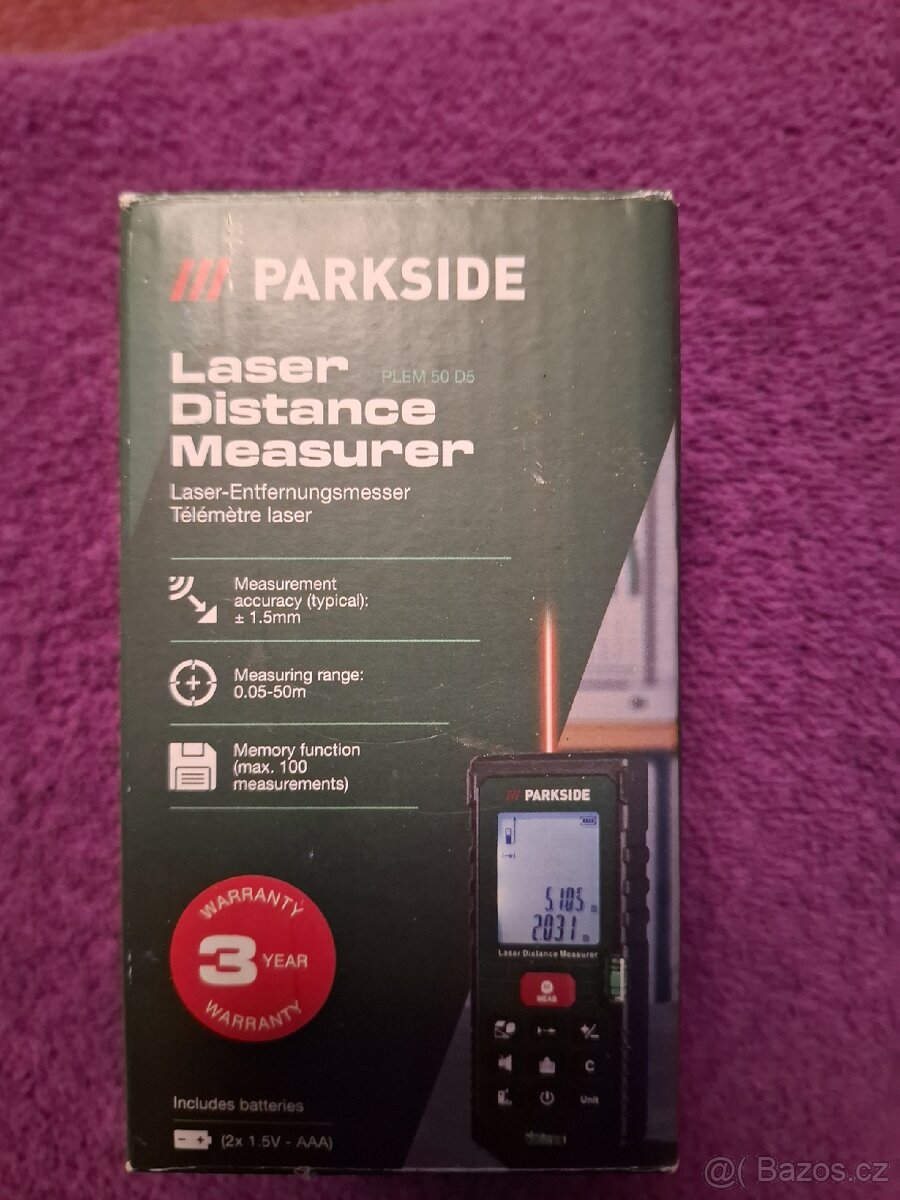 /// PARKSIDE
Laser
PLEM 50 D5
Distance
Measurer
Laser-Entfernungsmesser
Télémètre laser
Measurement
accuracy (typical):
± 1.5mm
Measuring range:
0.05-50m
Memory function
(max. 100
measurements)
/// PARKSIDE
5.105
2.031
Laser Distance Measurer
MEAS
C
Unit
WARRANTY
3 YEAR
WARRANTY
Includes batteries
(2x 1.5V - AAA)
@( Bazos.cz